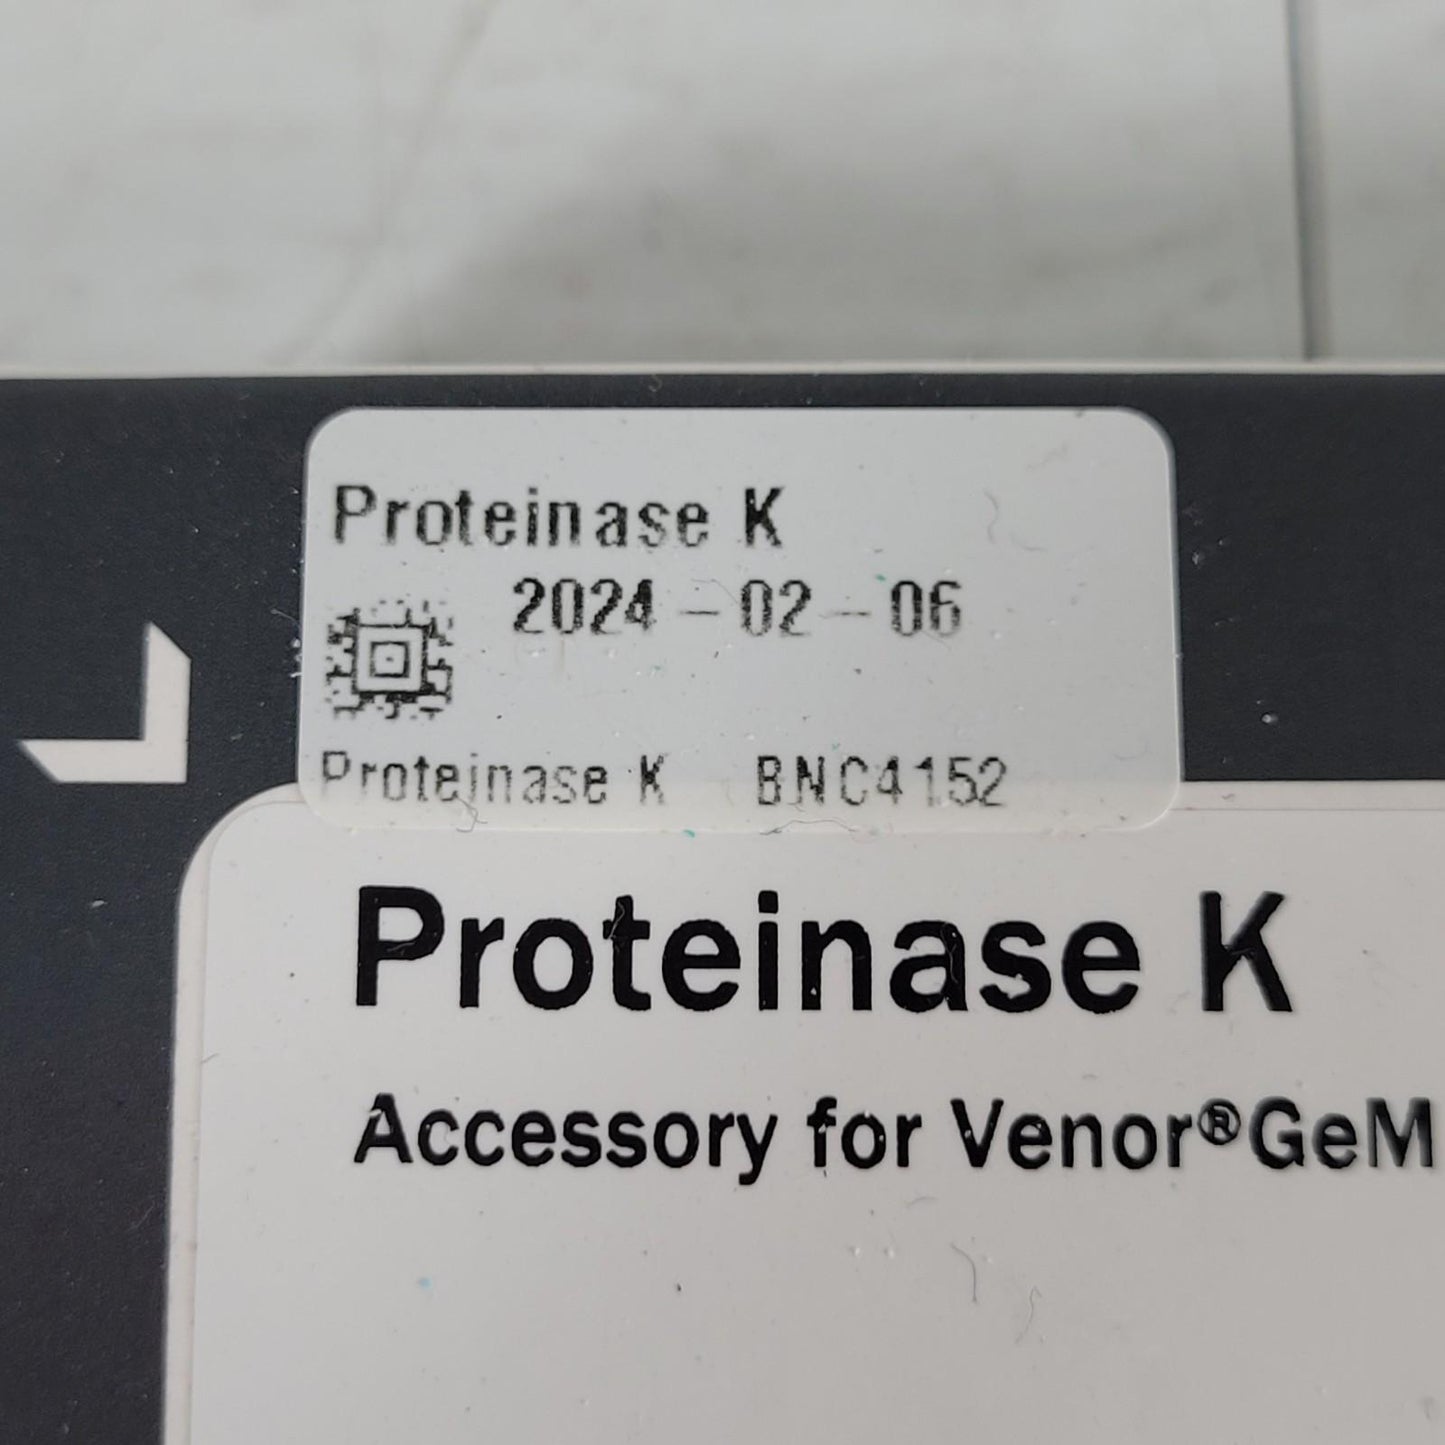 Proteinase K
2024-02-06
Proteinase K BNC4152
Proteinase K
Accessory for Venor®GeM